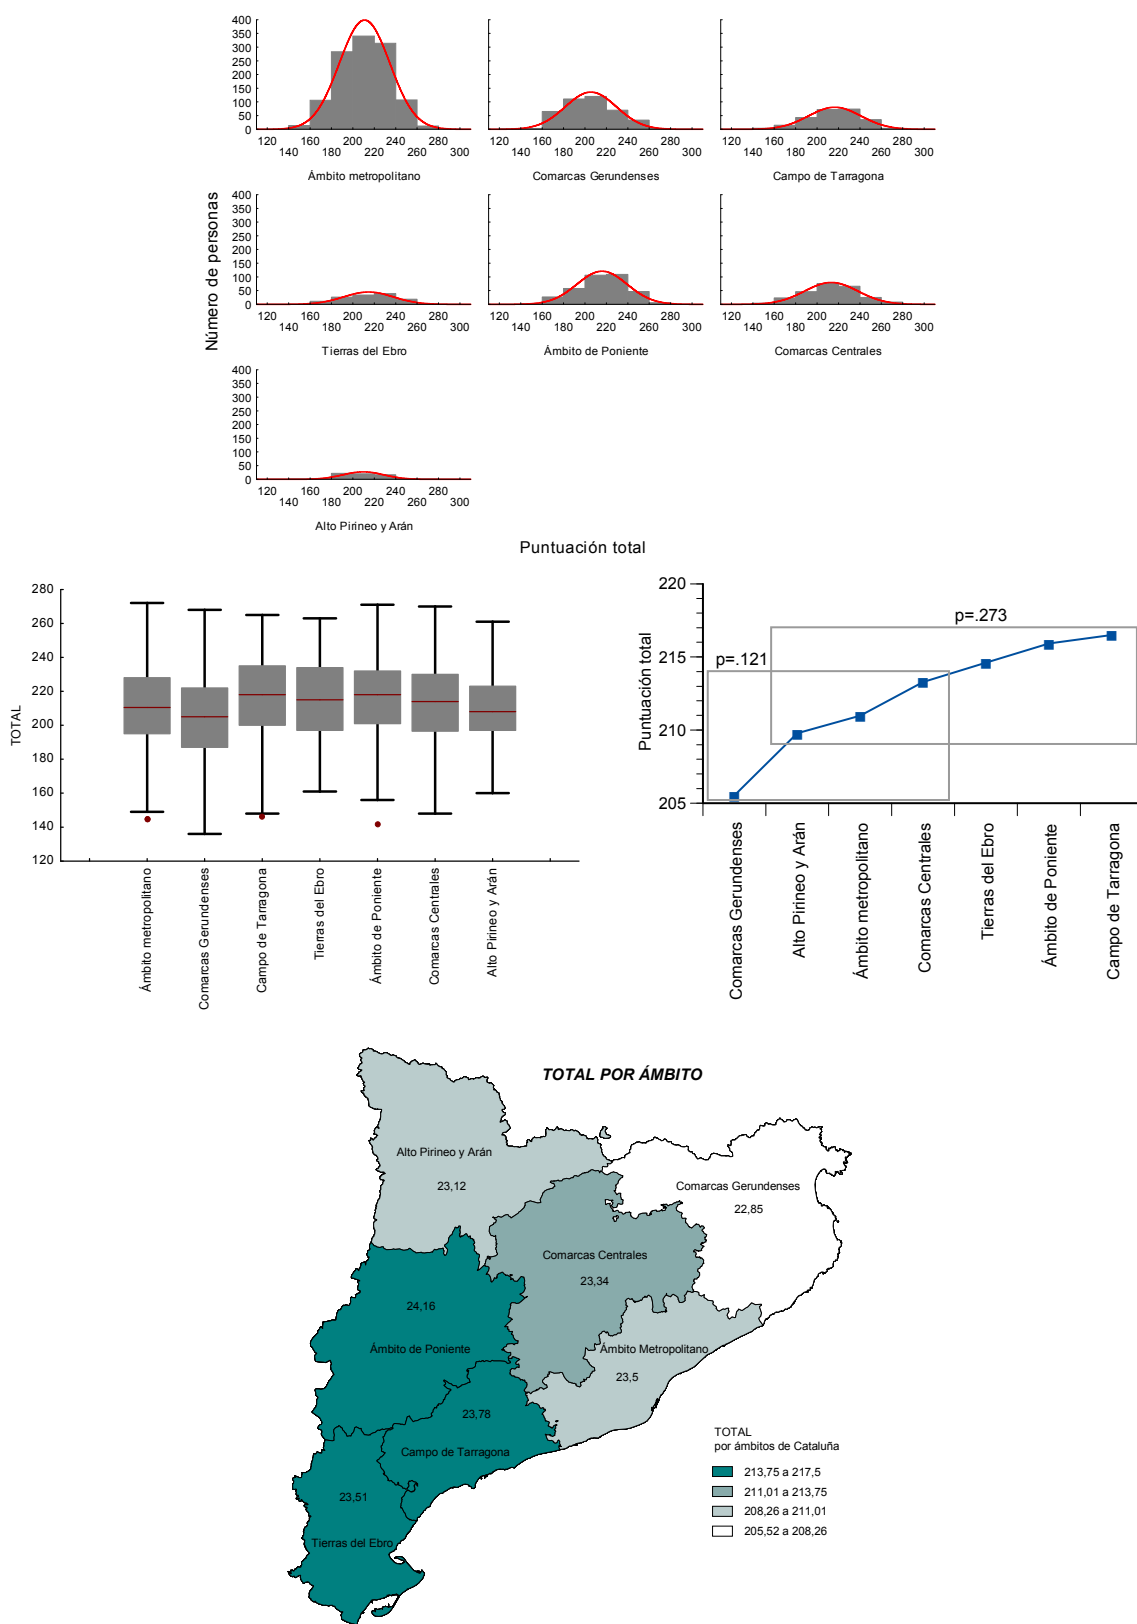 Número de personas
400
350
300
250
200
150
100
50
0
120 160 200 240 280
140 180 220 260 300
Ámbito metropolitano
120 160 200 240 280
140 180 220 260 300
Comarcas Gerundenses
120 160 200 240 280
140 180 220 260 300
Campo de Tarragona
400
350
300
250
200
150
100
50
0
120 160 200 240 280
140 180 220 260 300
Tierras del Ebro
120 160 200 240 280
140 180 220 260 300
Ámbito de Poniente
120 160 200 240 280
140 180 220 260 300
Comarcas Centrales
400
350
300
250
200
150
100
50
0
120 160 200 240 280
140 180 220 260 300
Alto Pirineo y Arán
Puntuación total
TOTAL
280
260
240
220
200
180
160
140
120
Ámbito metropolitano
Comarcas Gerundenses
Campo de Tarragona
Tierras del Ebro
Ámbito de Poniente
Comarcas Centrales
Alto Pirineo y Arán
Puntuación total
220
215
210
205
p=.121
p=.273
Comarcas Gerundenses
Alto Pirineo y Arán
Ámbito metropolitano
Comarcas Centrales
Tierras del Ebro
Ámbito de Poniente
Campo de Tarragona
TOTAL POR ÁMBITO
Alto Pirineo y Arán
23,12
Comarcas Gerundenses
22,85
Comarcas Centrales
23,34
24,16
Ámbito de Poniente
Ámbito Metropolitano
23,5
23,78
Campo de Tarragona
23,51
Tierras del Ebro
TOTAL
por ámbitos de Cataluña
213,75 a 217,5
211,01 a 213,75
208,26 a 211,01
205,52 a 208,26